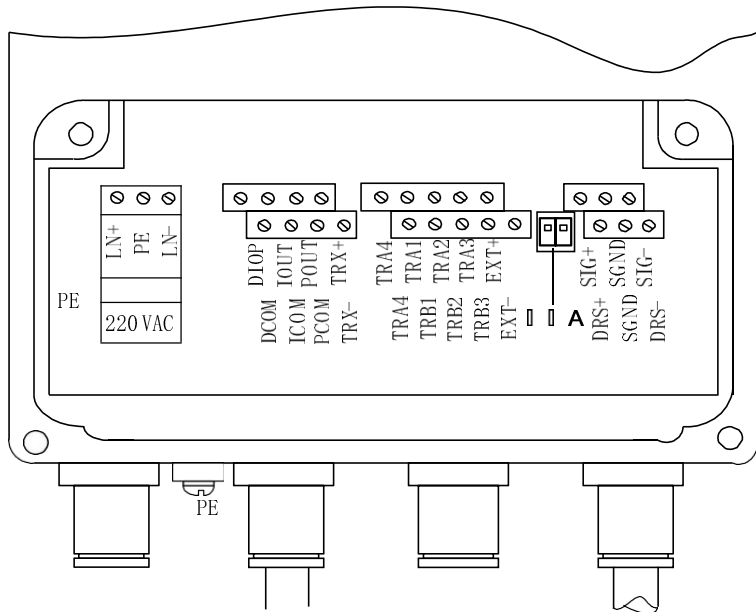 LN+ PE LN-
PE
220 VAC
DIOP IOUT POUT TRX+
DCOM ICOM PCOM TRX-
TRA4 TRA1 TRA2 TRA3 EXT+
TRA4 TRB1 TRB2 TRB3 EXT-
A
SIG+ SGND SIG-
DRS+ SGND DRS-
PE